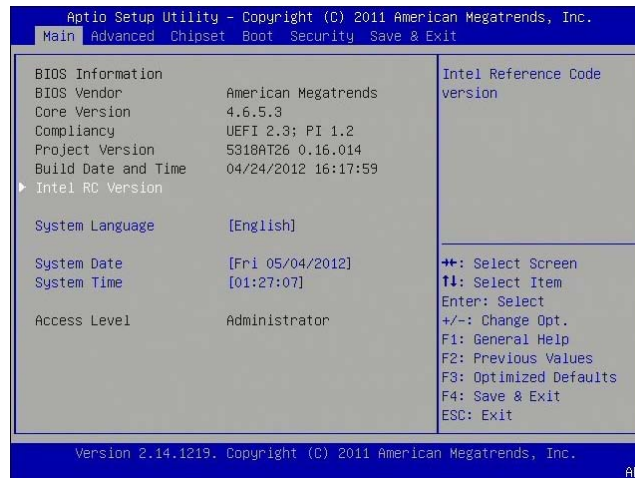 Aptio Setup Utility – Copyright (C) 2011 American Megatrends, Inc.
Main Advanced Chipset Boot Security Save & Exit
BIOS Information
BIOS Vendor American Megatrends
Core Version 4.6.5.3
Compliancy UEFI 2.3; PI 1.2
Project Version 5318AT26 0.16.014
Build Date and Time 04/24/2012 16:17:59
Intel RC Version
System Language [English]
System Date [Fri 05/04/2012]
System Time [01:27:07]
Access Level Administrator
Intel Reference Code
version
→←: Select Screen
↑↓: Select Item
Enter: Select
+/-: Change Opt.
F1: General Help
F2: Previous Values
F3: Optimized Defaults
F4: Save & Exit
ESC: Exit
Version 2.14.1219. Copyright (C) 2011 American Megatrends, Inc.